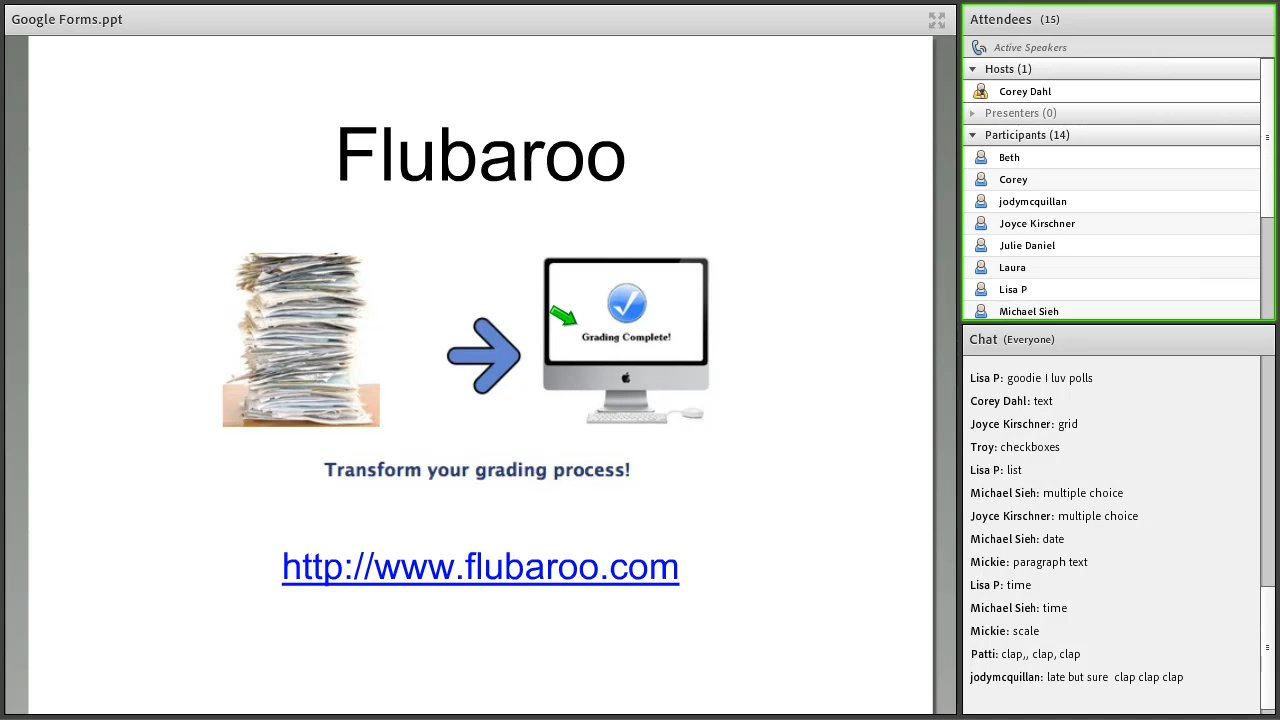 Google Forms.ppt
Flubaroo
Grading Complete!
Transform your grading process!
http://www.flubaroo.com
Attendees (15)
Active Speakers
Hosts (1)
Corey Dahl
Presenters (0)
Participants (14)
Beth
Corey
jodymcquillan
Joyce Kirschner
Julie Daniel
Laura
Lisa P
Michael Sieh
Chat (Everyone)
Lisa P: goodie I luv polls
Corey Dahl: text
Joyce Kirschner: grid
Troy: checkboxes
Lisa P: list
Michael Sieh: multiple choice
Joyce Kirschner: multiple choice
Michael Sieh: date
Mickie: paragraph text
Lisa P: time
Michael Sieh: time
Mickie: scale
Patti: clap,, clap, clap
jodymcquillan: late but sure clap clap clap